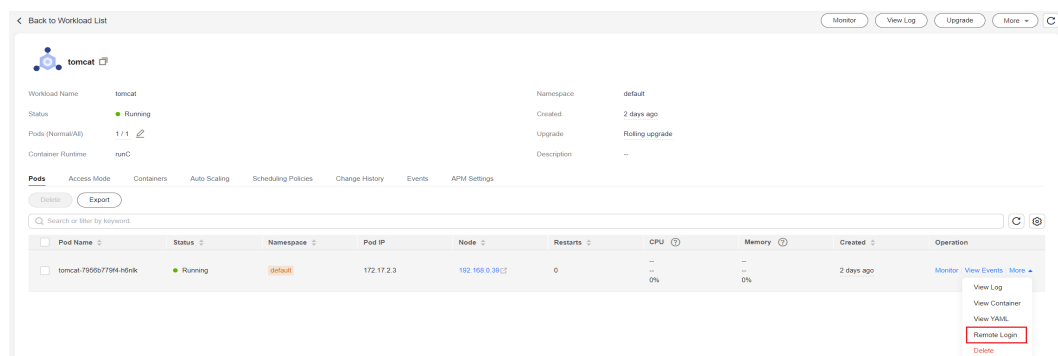 Back to Workload List Monitor View Log Upgrade More
tomcat
Workload Name tomcat Namespace default
Status Running Created 2 days ago
Pods (Normal/All) 1 / 1 Upgrade Rolling upgrade
Container Runtime runC Description --
Pods Access Mode Containers Auto Scaling Scheduling Policies Change History Events APM Settings
Delete Export
Search or filter by keyword.
Pod Name Status Namespace Pod IP Node Restarts CPU Memory Created Operation
-- --
tomcat-7956b779f4-h6nlk Running default 172.17.2.3 192.168.0.39 0 -- -- 2 days ago Monitor View Events More
0% 0%
View Log
View Container
View YAML
Remote Login
Delete